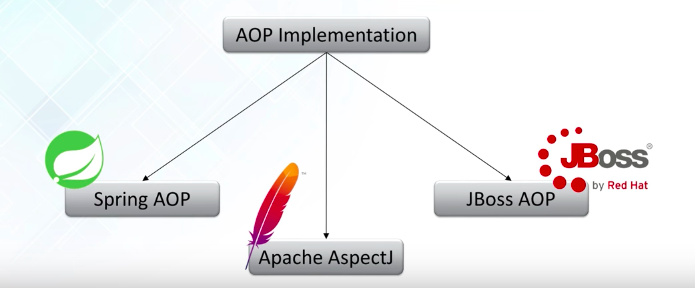 AOP Implementation
JBoss®
by Red Hat
Spring AOP
JBoss AOP
Apache AspectJ